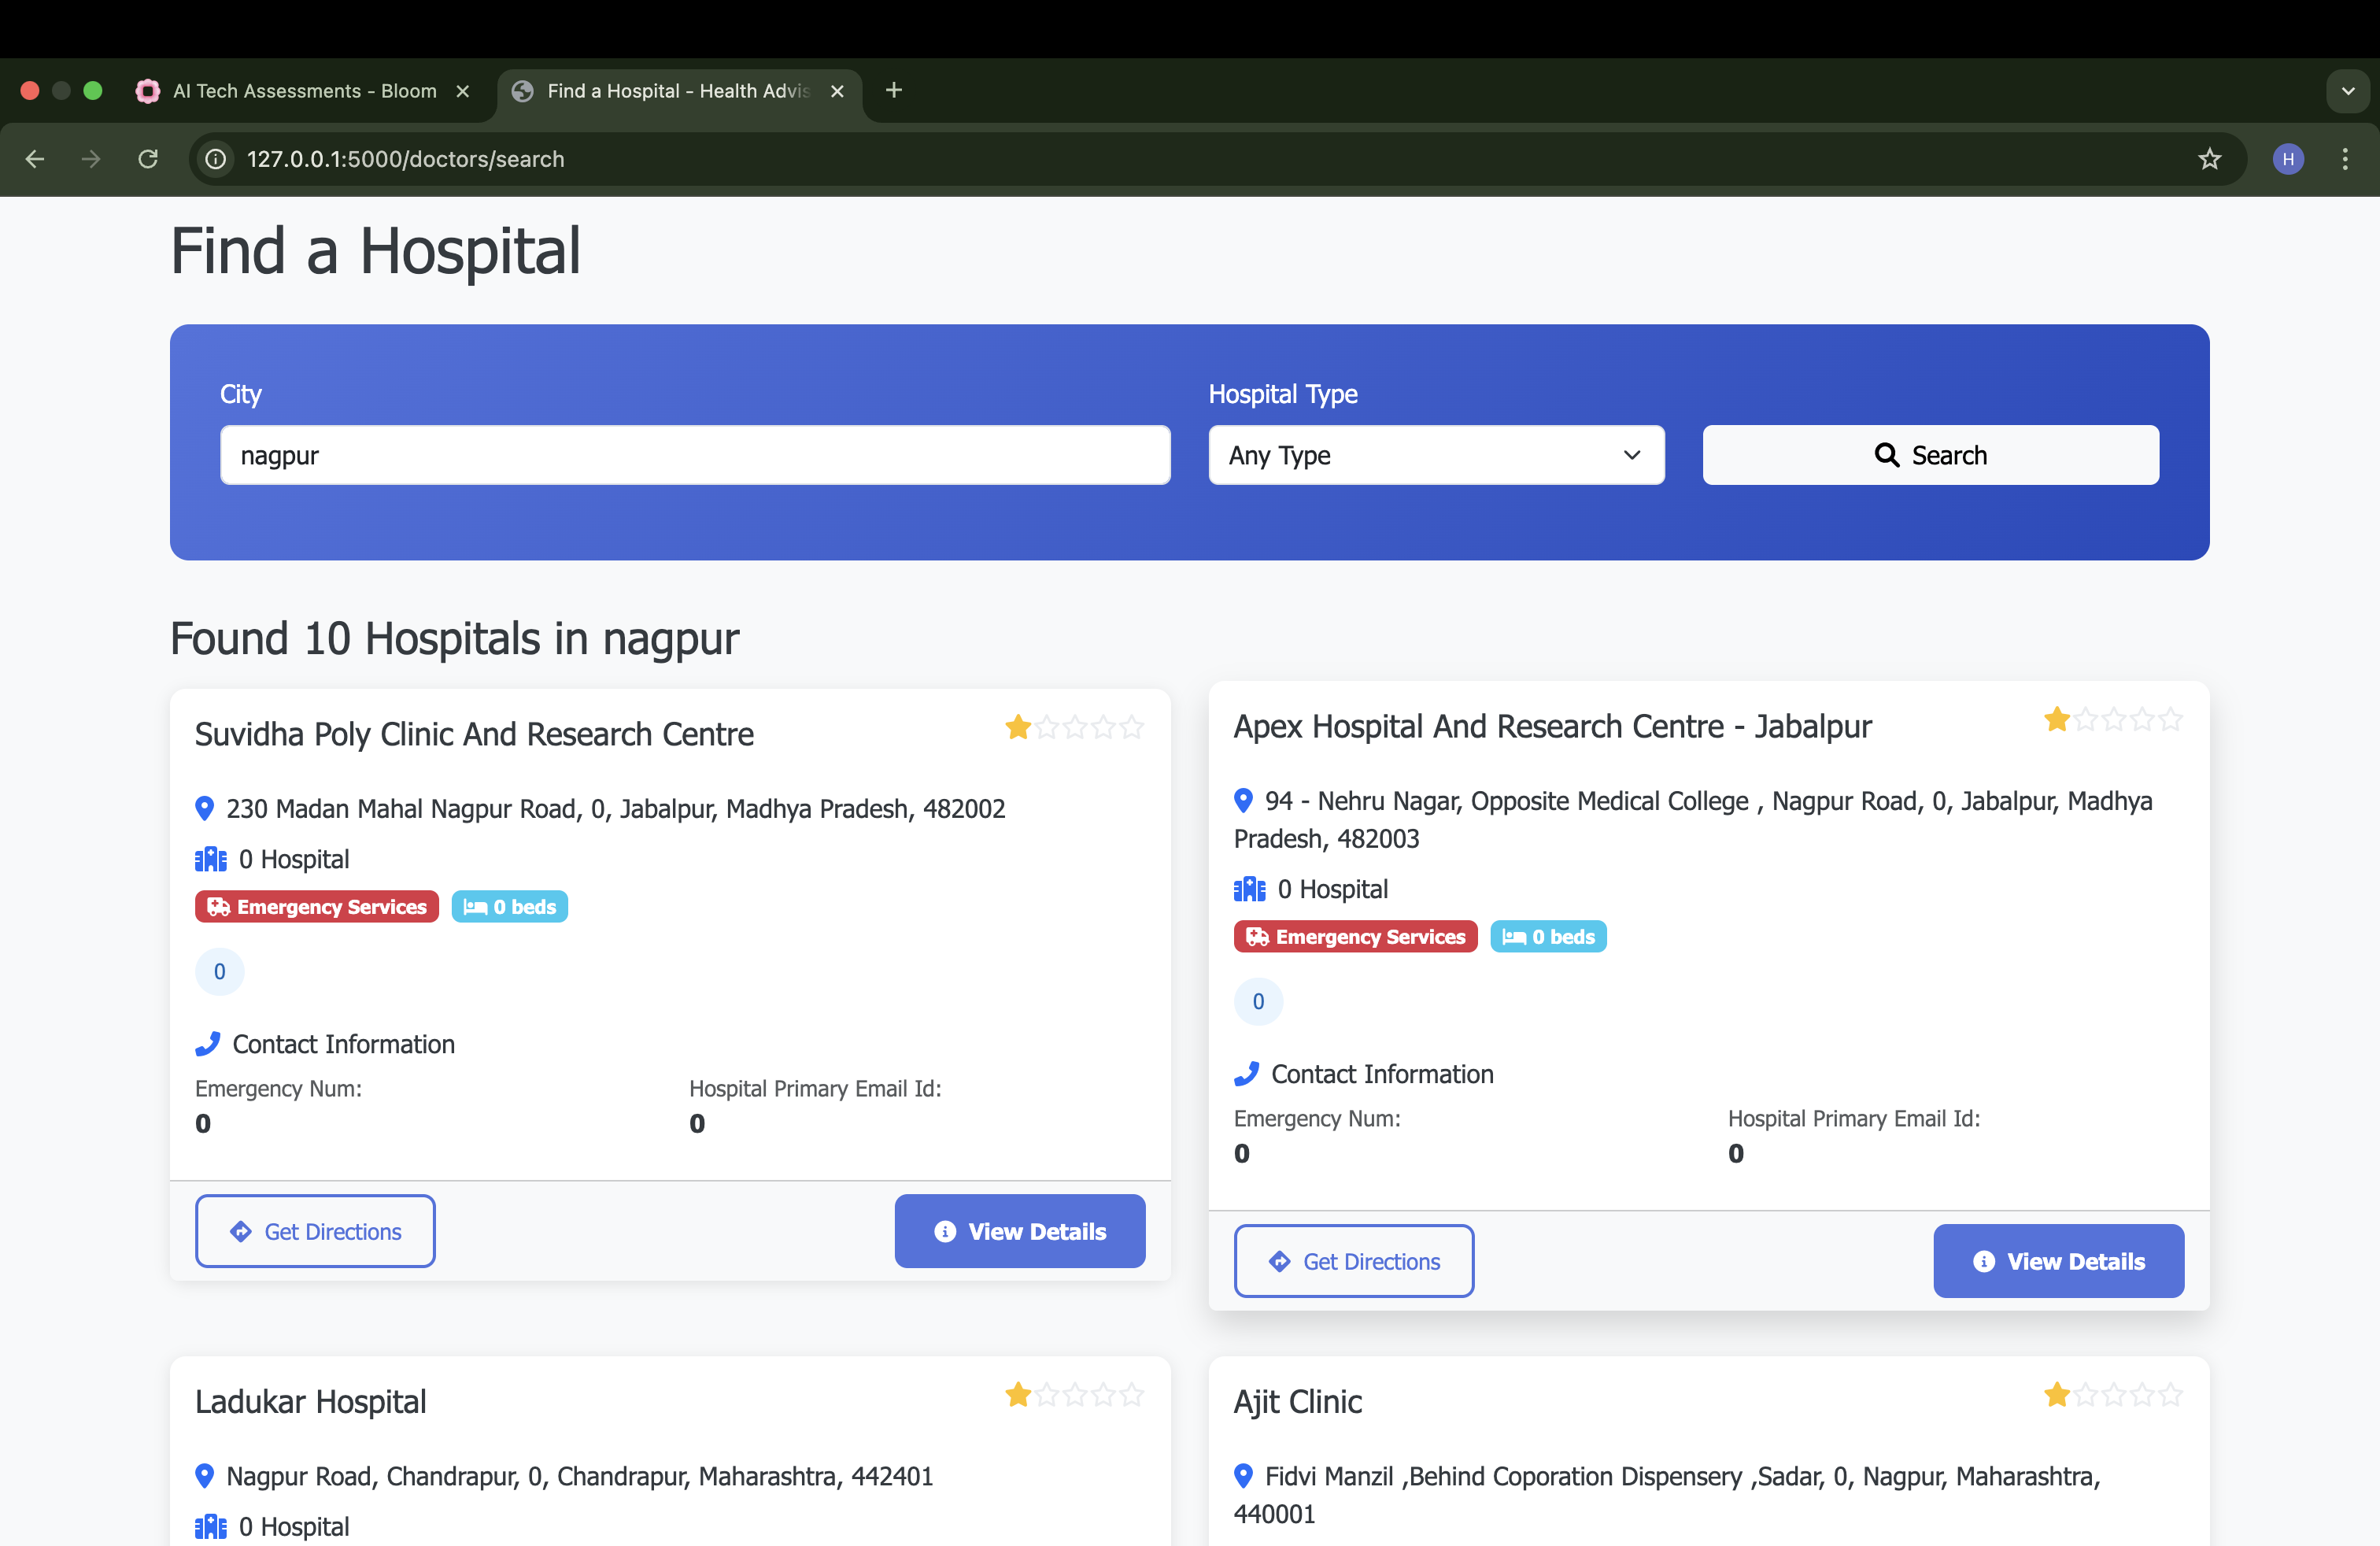 AI Tech Assessments - Bloom
Find a Hospital - Health Advis
127.0.0.1:5000/doctors/search
H
Find a Hospital
City
Hospital Type
nagpur
Any Type
Search
Found 10 Hospitals in nagpur
Suvidha Poly Clinic And Research Centre
230 Madan Mahal Nagpur Road, 0, Jabalpur, Madhya Pradesh, 482002
0 Hospital
Emergency Services
0 beds
0
Contact Information
Emergency Num:
0
Hospital Primary Email Id:
0
Get Directions
View Details
Apex Hospital And Research Centre - Jabalpur
94 - Nehru Nagar, Opposite Medical College , Nagpur Road, 0, Jabalpur, Madhya
Pradesh, 482003
0 Hospital
Emergency Services
0 beds
0
Contact Information
Emergency Num:
0
Hospital Primary Email Id:
0
Get Directions
View Details
Ladukar Hospital
Nagpur Road, Chandrapur, 0, Chandrapur, Maharashtra, 442401
0 Hospital
Ajit Clinic
Fidvi Manzil ,Behind Coporation Dispensery ,Sadar, 0, Nagpur, Maharashtra,
440001